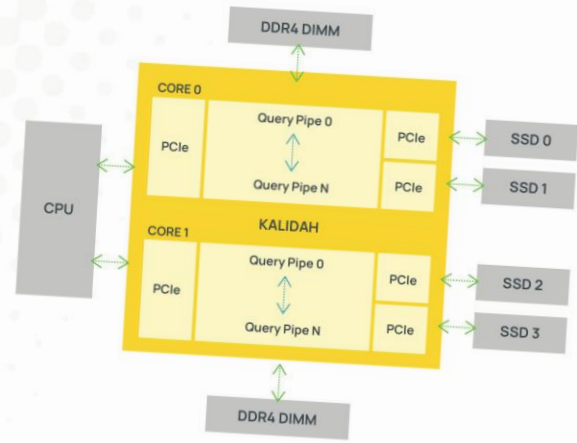 DDR4 DIMM
CORE 0
PCIe
Query Pipe 0
Query Pipe N
PCIe
PCIe
SSD 0
SSD 1
CPU
KALIDAH
CORE 1
PCIe
Query Pipe 0
Query Pipe N
PCIe
PCIe
SSD 2
SSD 3
DDR4 DIMM